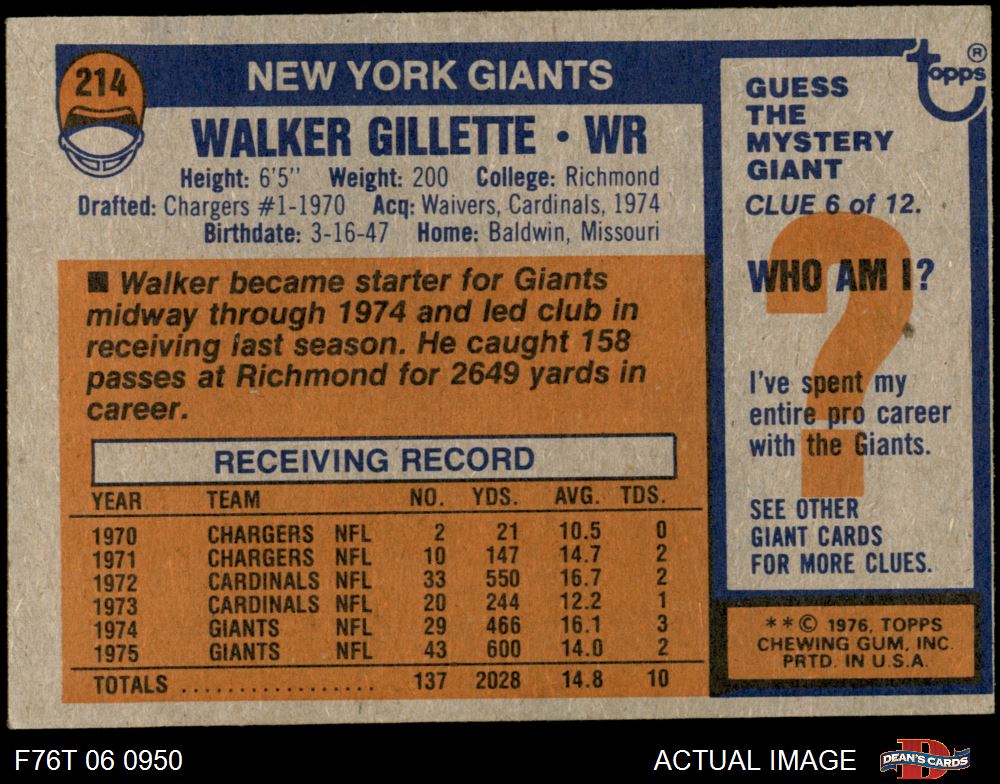 214
NEW YORK GIANTS
WALKER GILLETTE • WR
Height: 6'5" Weight: 200 College: Richmond
Drafted: Chargers #1-1970 Acq: Waivers, Cardinals, 1974
Birthdate: 3-16-47 Home: Baldwin, Missouri
■ Walker became starter for Giants
midway through 1974 and led club in
receiving last season. He caught 158
passes at Richmond for 2649 yards in
career.
RECEIVING RECORD
YEAR TEAM NO. YDS. AVG. TDS.
1970 CHARGERS NFL 2 21 10.5 0
1971 CHARGERS NFL 10 147 14.7 2
1972 CARDINALS NFL 33 550 16.7 2
1973 CARDINALS NFL 20 244 12.2 1
1974 GIANTS NFL 29 466 16.1 3
1975 GIANTS NFL 43 600 14.0 2
TOTALS .................. 137 2028 14.8 10
topps®
GUESS
THE
MYSTERY
GIANT
CLUE 6 of 12.
?
WHO AM I?
I've spent my
entire pro career
with the Giants.
SEE OTHER
GIANT CARDS
FOR MORE CLUES.
**© 1976, TOPPS
CHEWING GUM, INC.
PRTD. IN U.S.A.
F76T 06 0950
ACTUAL IMAGE
D
DEAN'S CARDS